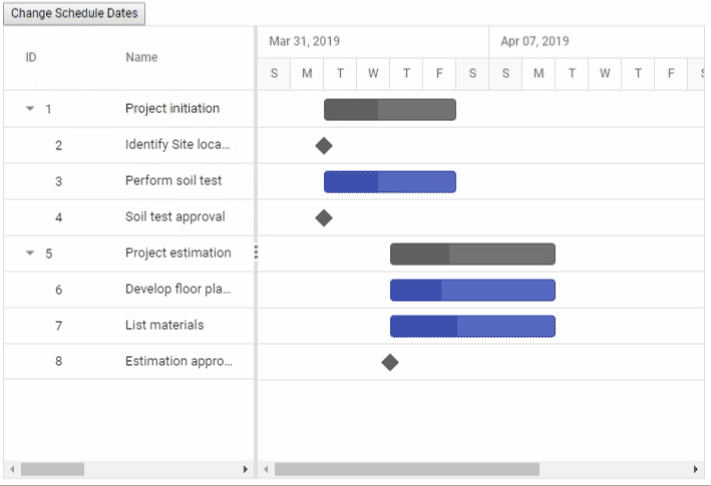 Change Schedule Dates
ID Name
Mar 31, 2019 Apr 07, 2019
S M T W T F S S M T W T F S
1 Project initiation
2 Identify Site loca...
3 Perform soil test
4 Soil test approval
5 Project estimation
6 Develop floor pla...
7 List materials
8 Estimation appro...